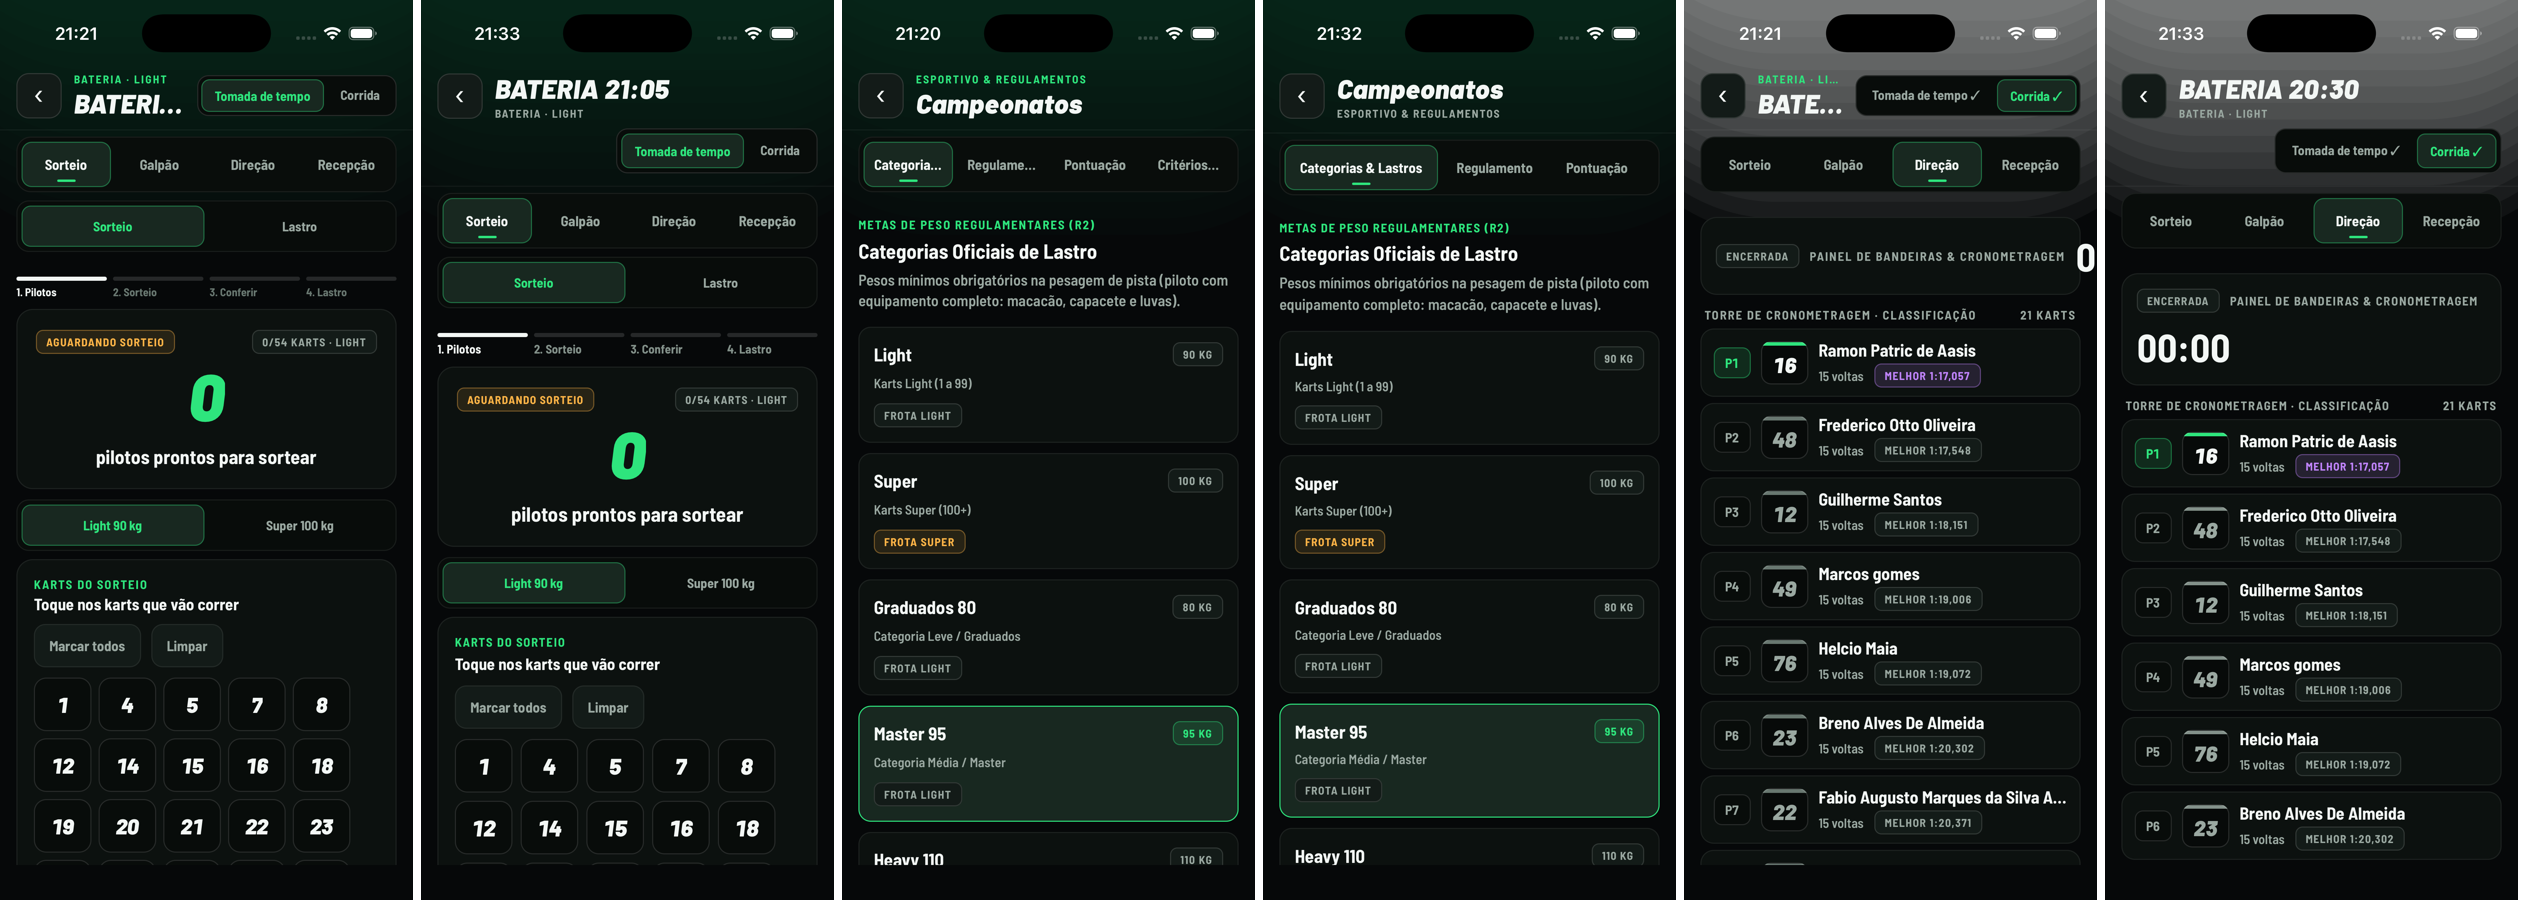 21:21
BATERIA · LIGHT
BATERI...
Tomada de tempo
Corrida
Sorteio
Galpão
Direção
Recepção
Sorteio
Lastro
1. Pilotos
2. Sorteio
3. Conferir
4. Lastro
AGUARDANDO SORTEIO
0/54 KARTS · LIGHT
0
pilotos prontos para sortear
Light 90 kg
Super 100 kg
KARTS DO SORTEIO
Toque nos karts que vão correr
Marcar todos
Limpar
1 4 5 7 8
12 14 15 16 18
19 20 21 22 23
21:33
BATERIA 21:05
BATERIA · LIGHT
Tomada de tempo
Corrida
Sorteio
Galpão
Direção
Recepção
Sorteio
Lastro
1. Pilotos
2. Sorteio
3. Conferir
4. Lastro
AGUARDANDO SORTEIO
0/54 KARTS · LIGHT
0
pilotos prontos para sortear
Light 90 kg
Super 100 kg
KARTS DO SORTEIO
Toque nos karts que vão correr
Marcar todos
Limpar
1 4 5 7 8
12 14 15 16 18
21:20
ESPORTIVO & REGULAMENTOS
Campeonatos
Categoria...
Regulame...
Pontuação
Critérios...
METAS DE PESO REGULAMENTARES (R2)
Categorias Oficiais de Lastro
Pesos mínimos obrigatórios na pesagem de pista (piloto com
equipamento completo: macacão, capacete e luvas).
Light
90 KG
Karts Light (1 a 99)
FROTA LIGHT
Super
100 KG
Karts Super (100+)
FROTA SUPER
Graduados 80
80 KG
Categoria Leve / Graduados
FROTA LIGHT
Master 95
95 KG
Categoria Média / Master
FROTA LIGHT
Heavy 110
110 KG
21:32
Campeonatos
ESPORTIVO & REGULAMENTOS
Categorias & Lastros
Regulamento
Pontuação
METAS DE PESO REGULAMENTARES (R2)
Categorias Oficiais de Lastro
Pesos mínimos obrigatórios na pesagem de pista (piloto com
equipamento completo: macacão, capacete e luvas).
Light
90 KG
Karts Light (1 a 99)
FROTA LIGHT
Super
100 KG
Karts Super (100+)
FROTA SUPER
Graduados 80
80 KG
Categoria Leve / Graduados
FROTA LIGHT
Master 95
95 KG
Categoria Média / Master
FROTA LIGHT
Heavy 110
110 KG
21:21
BATERIA · LI...
BATE...
Tomada de tempo ✓
Corrida ✓
Sorteio
Galpão
Direção
Recepção
ENCERRADA
PAINEL DE BANDEIRAS & CRONOMETRAGEM
0
TORRE DE CRONOMETRAGEM · CLASSIFICAÇÃO
21 KARTS
P1 16 Ramon Patric de Aasis
15 voltas MELHOR 1:17,057
P2 48 Frederico Otto Oliveira
15 voltas MELHOR 1:17,548
P3 12 Guilherme Santos
15 voltas MELHOR 1:18,151
P4 49 Marcos gomes
15 voltas MELHOR 1:19,006
P5 76 Helcio Maia
15 voltas MELHOR 1:19,072
P6 23 Breno Alves De Almeida
15 voltas MELHOR 1:20,302
P7 22 Fabio Augusto Marques da Silva A...
15 voltas MELHOR 1:20,371
21:33
BATERIA 20:30
BATERIA · LIGHT
Tomada de tempo ✓
Corrida ✓
Sorteio
Galpão
Direção
Recepção
ENCERRADA
PAINEL DE BANDEIRAS & CRONOMETRAGEM
00:00
TORRE DE CRONOMETRAGEM · CLASSIFICAÇÃO
21 KARTS
P1 16 Ramon Patric de Aasis
15 voltas MELHOR 1:17,057
P2 48 Frederico Otto Oliveira
15 voltas MELHOR 1:17,548
P3 12 Guilherme Santos
15 voltas MELHOR 1:18,151
P4 49 Marcos gomes
15 voltas MELHOR 1:19,006
P5 76 Helcio Maia
15 voltas MELHOR 1:19,072
P6 23 Breno Alves De Almeida
15 voltas MELHOR 1:20,302